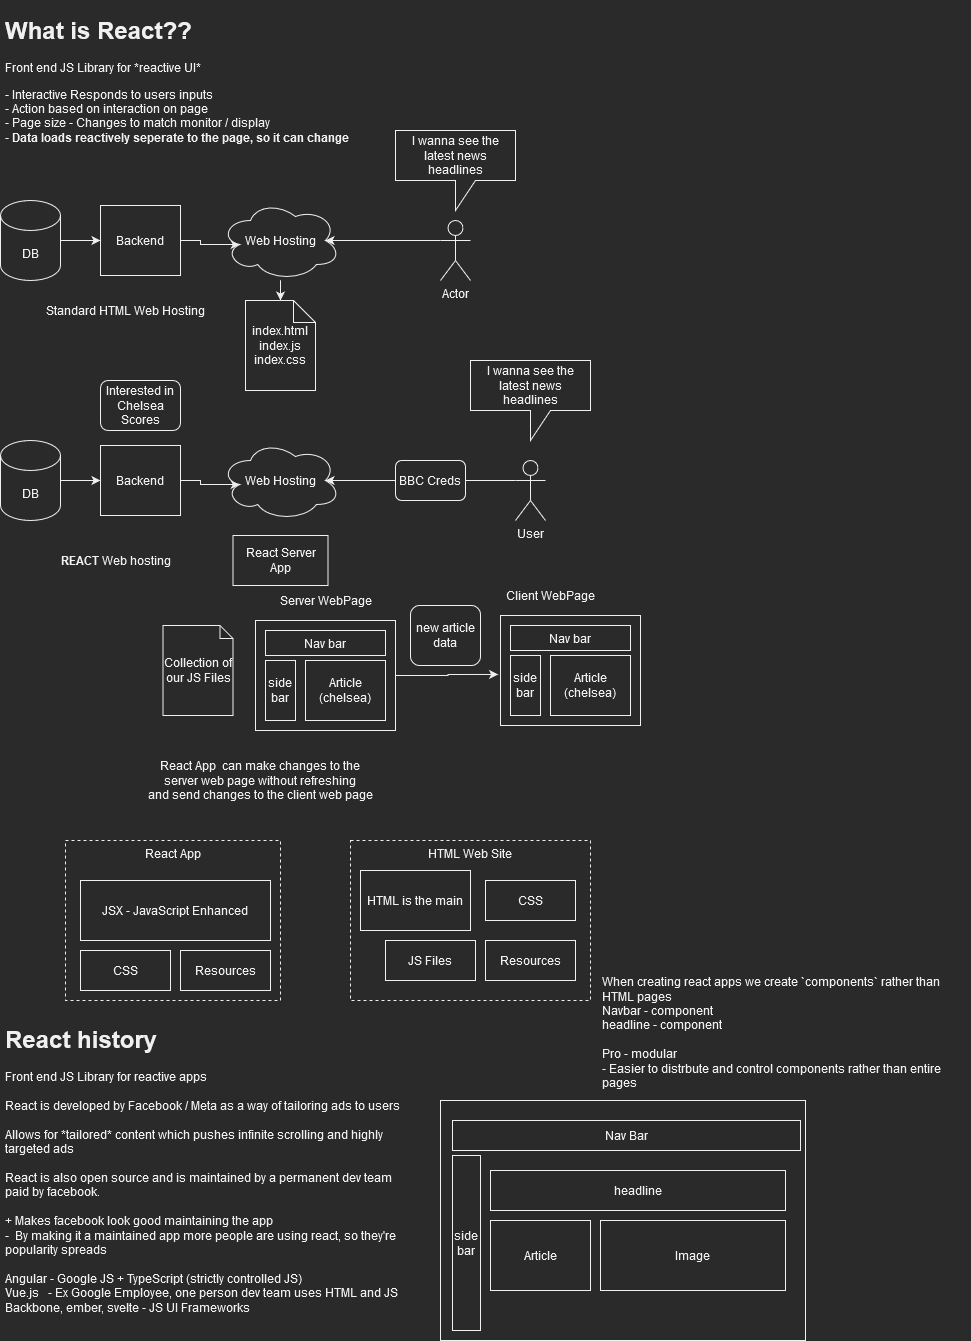 What is React??
Front end JS Library for *reactive UI*
- Interactive Responds to users inputs
- Action based on interaction on page
- Page size - Changes to match monitor / display
- Data loads reactively seperate to the page, so it can change
I wanna see the
latest news
headlines
DB
Backend
Web Hosting
Actor
Standard HTML Web Hosting
index.html
index.js
index.css
Interested in
Chelsea
Scores
I wanna see the
latest news
headlines
DB
Backend
Web Hosting
BBC Creds
User
REACT Web hosting
React Server
App
Server WebPage
Client WebPage
Collection of
our JS Files
Nav bar
side
bar
Article
(chelsea)
new article
data
Nav bar
side
bar
Article
(chelsea)
React App  can make changes to the
server web page without refreshing
and send changes to the client web page
React App
JSX - JavaScript Enhanced
CSS
Resources
HTML Web Site
HTML is the main
CSS
JS Files
Resources
When creating react apps we create `components` rather than
HTML pages
Navbar - component
headline - component
Pro - modular
- Easier to distrbute and control components rather than entire
pages
React history
Front end JS Library for reactive apps
React is developed by Facebook / Meta as a way of tailoring ads to users
Allows for *tailored* content which pushes infinite scrolling and highly
targeted ads
React is also open source and is maintained by a permanent dev team
paid by facebook.
+ Makes facebook look good maintaining the app
-  By making it a maintained app more people are using react, so they're
popularity spreads
Angular - Google JS + TypeScript (strictly controlled JS)
Vue.js   - Ex Google Employee, one person dev team uses HTML and JS
Backbone, ember, svelte - JS UI Frameworks
Nav Bar
side
bar
headline
Article
Image